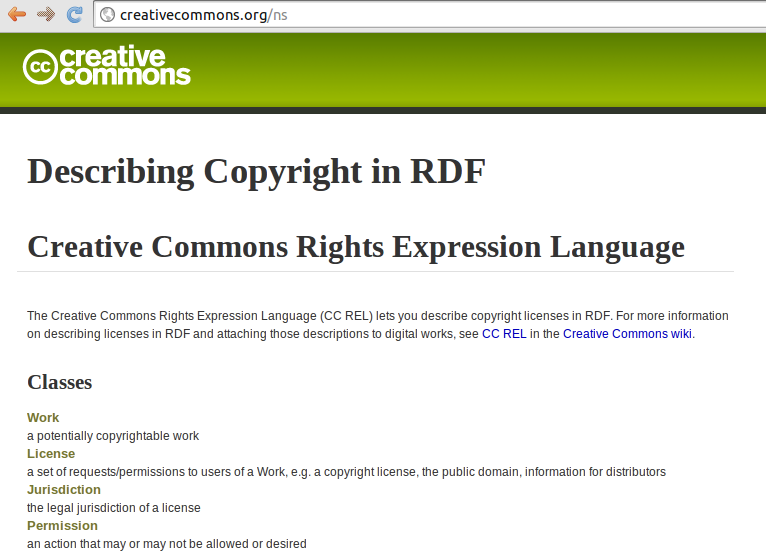 creativecommons.org/ns
cc creative
commons
Describing Copyright in RDF
Creative Commons Rights Expression Language
The Creative Commons Rights Expression Language (CC REL) lets you describe copyright licenses in RDF. For more information
on describing licenses in RDF and attaching those descriptions to digital works, see CC REL in the Creative Commons wiki.
Classes
Work
a potentially copyrightable work
License
a set of requests/permissions to users of a Work, e.g. a copyright license, the public domain, information for distributors
Jurisdiction
the legal jurisdiction of a license
Permission
an action that may or may not be allowed or desired